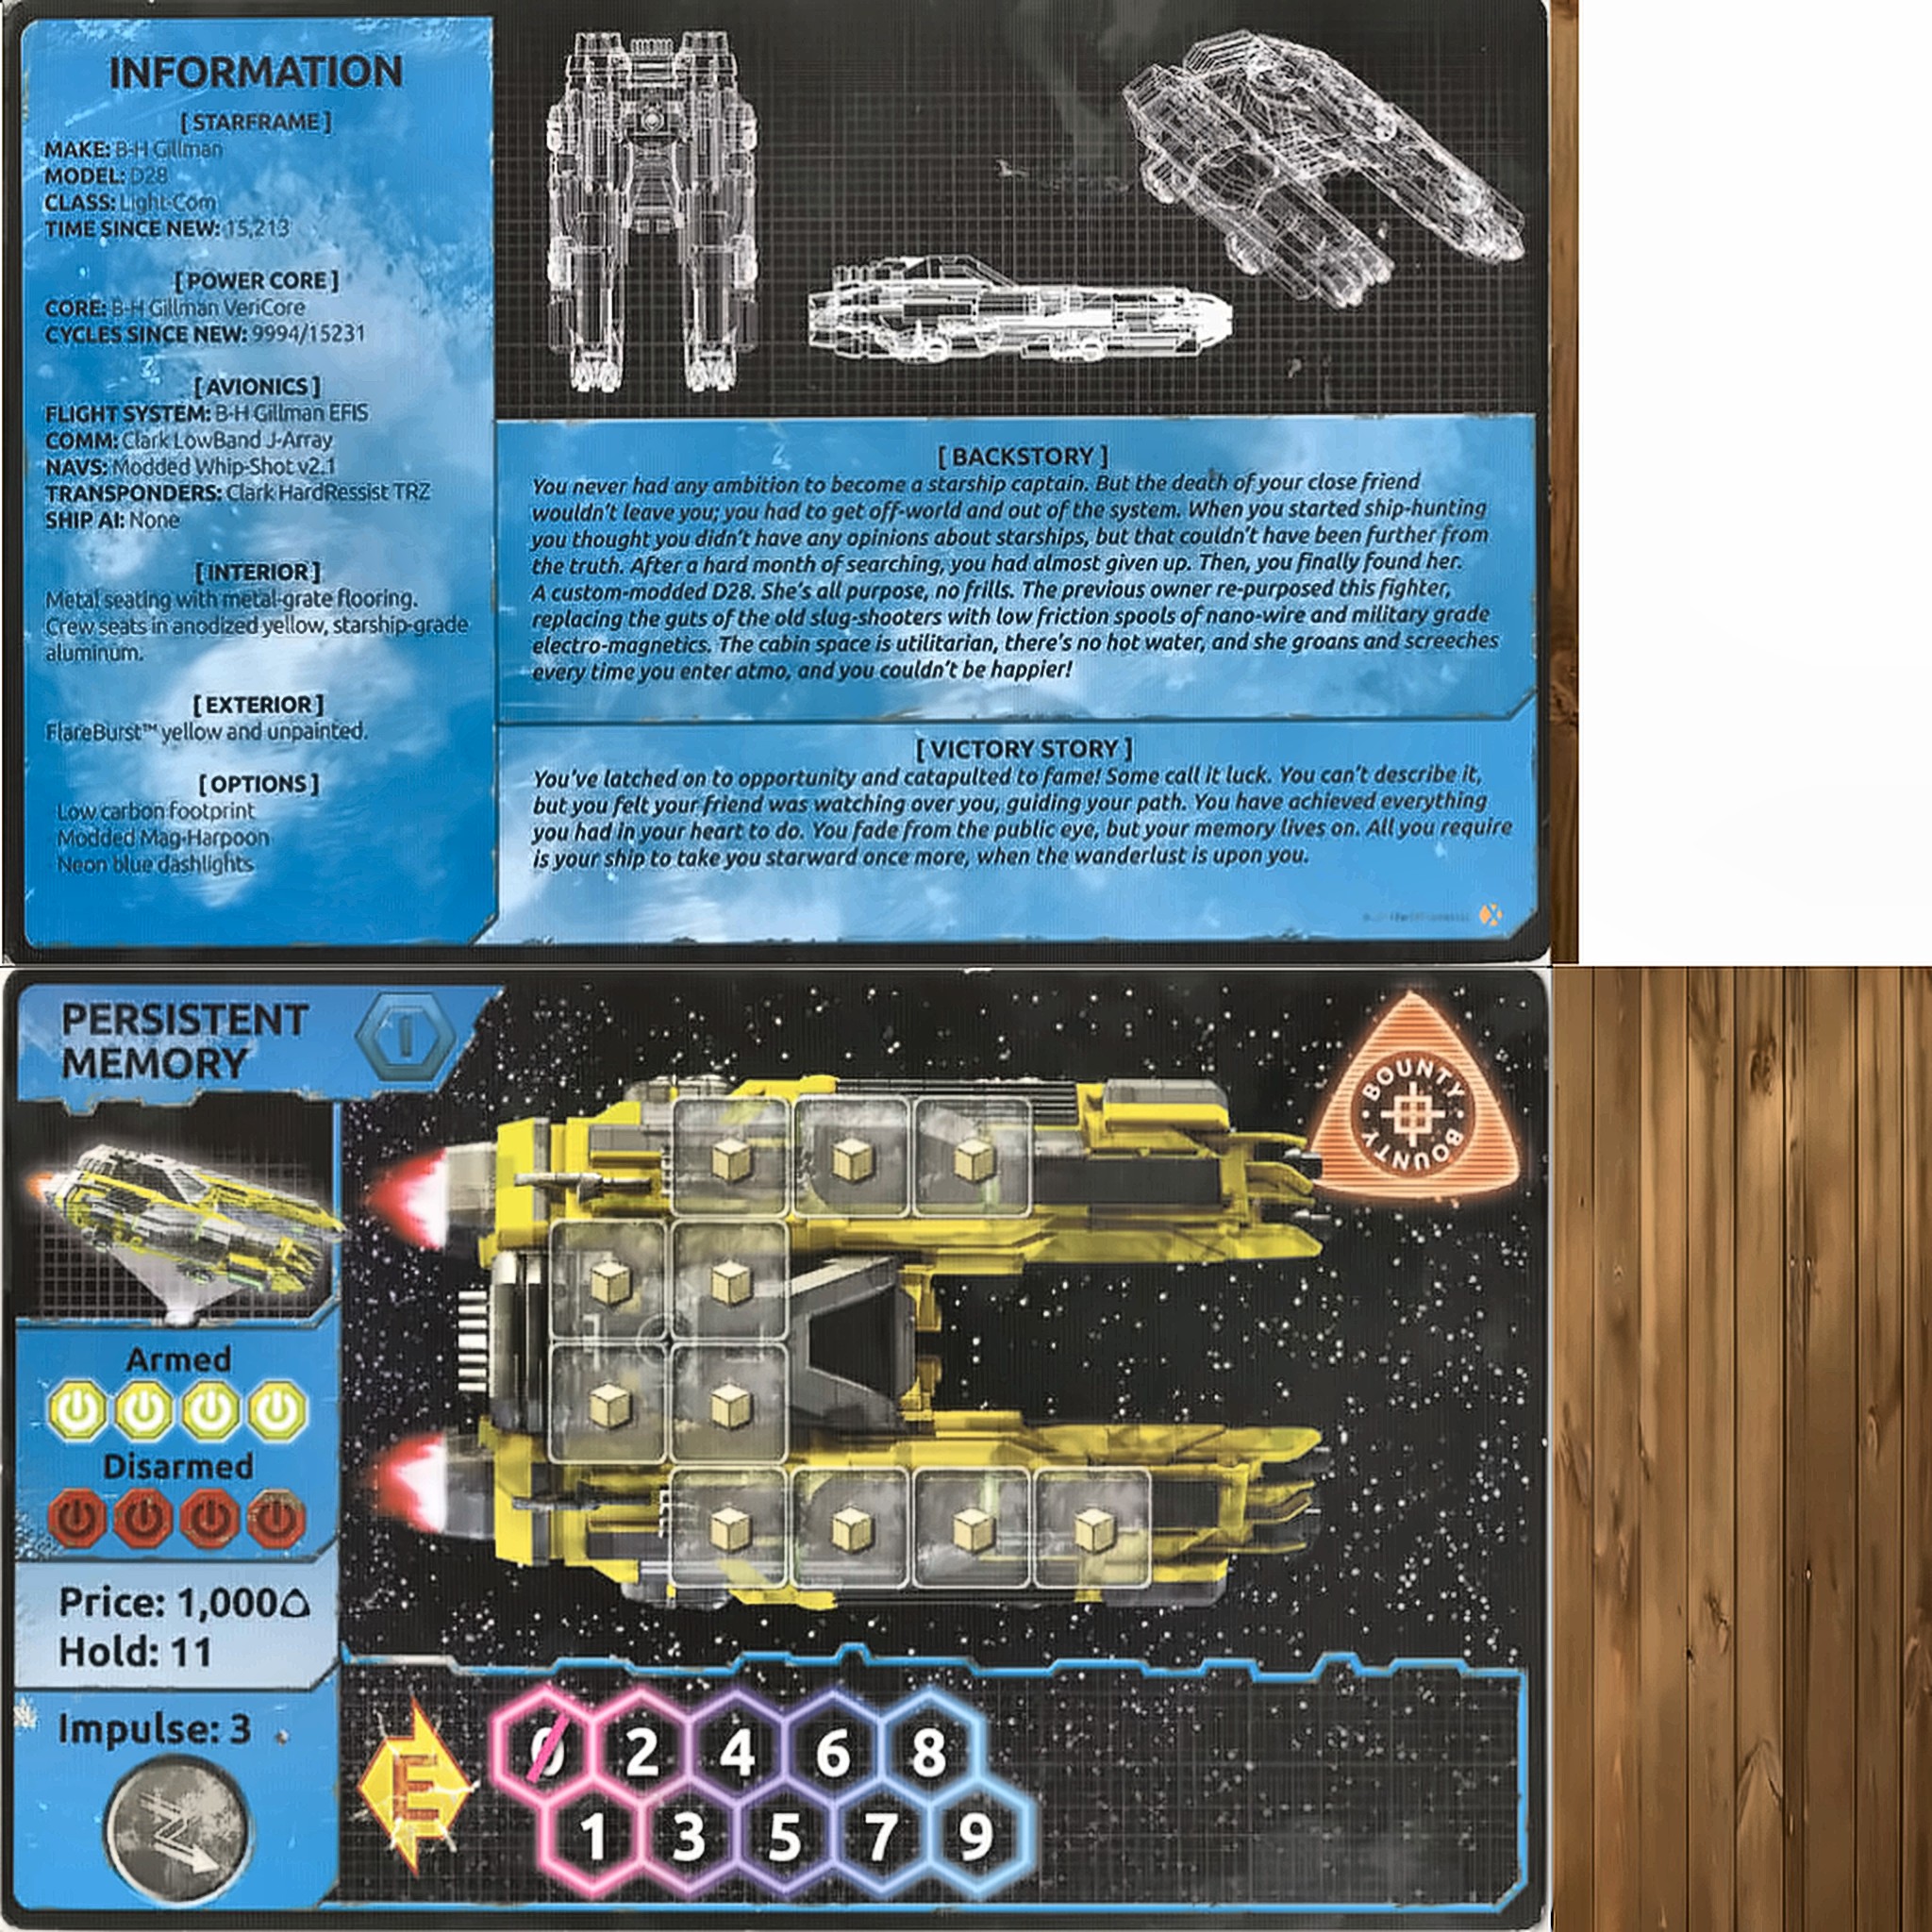 INFORMATION
[ STARFRAME ]
MAKE: B-H Gillman
MODEL: D28
CLASS: Light-Com
TIME SINCE NEW: 15,213
[ POWER CORE ]
CORE: B-H Gillman VeriCore
CYCLES SINCE NEW: 9994/15231
[ AVIONICS ]
FLIGHT SYSTEM: B-H Gillman EFIS
COMM: Clark LowBand J-Array
NAVS: Modded Whip-Shot v2.1
TRANSPONDERS: Clark HardRessist TRZ
SHIP AI: None
[ INTERIOR ]
Metal seating with metal-grate flooring.
Crew seats in anodized yellow, starship-grade
aluminum.
[ EXTERIOR ]
FlareBurst™ yellow and unpainted.
[ OPTIONS ]
Low carbon footprint
Modded Mag-Harpoon
Neon blue dashlights
[ BACKSTORY ]
You never had any ambition to become a starship captain. But the death of your close friend
wouldn't leave you; you had to get off-world and out of the system. When you started ship-hunting
you thought you didn't have any opinions about starships, but that couldn't have been further from
the truth. After a hard month of searching, you had almost given up. Then, you finally found her.
A custom-modded D28. She's all purpose, no frills. The previous owner re-purposed this fighter,
replacing the guts of the old slug-shooters with low friction spools of nano-wire and military grade
electro-magnetics. The cabin space is utilitarian, there's no hot water, and she groans and screeches
every time you enter atmo, and you couldn't be happier!
[ VICTORY STORY ]
You've latched on to opportunity and catapulted to fame! Some call it luck. You can't describe it,
but you felt your friend was watching over you, guiding your path. You have achieved everything
you had in your heart to do. You fade from the public eye, but your memory lives on. All you require
is your ship to take you starward once more, when the wanderlust is upon you.
PERSISTENT
MEMORY
I
BOUNTY
BOUNTY
Armed
Disarmed
Price: 1,000
Hold: 11
Impulse: 3
E
0 2 4 6 8
1 3 5 7 9